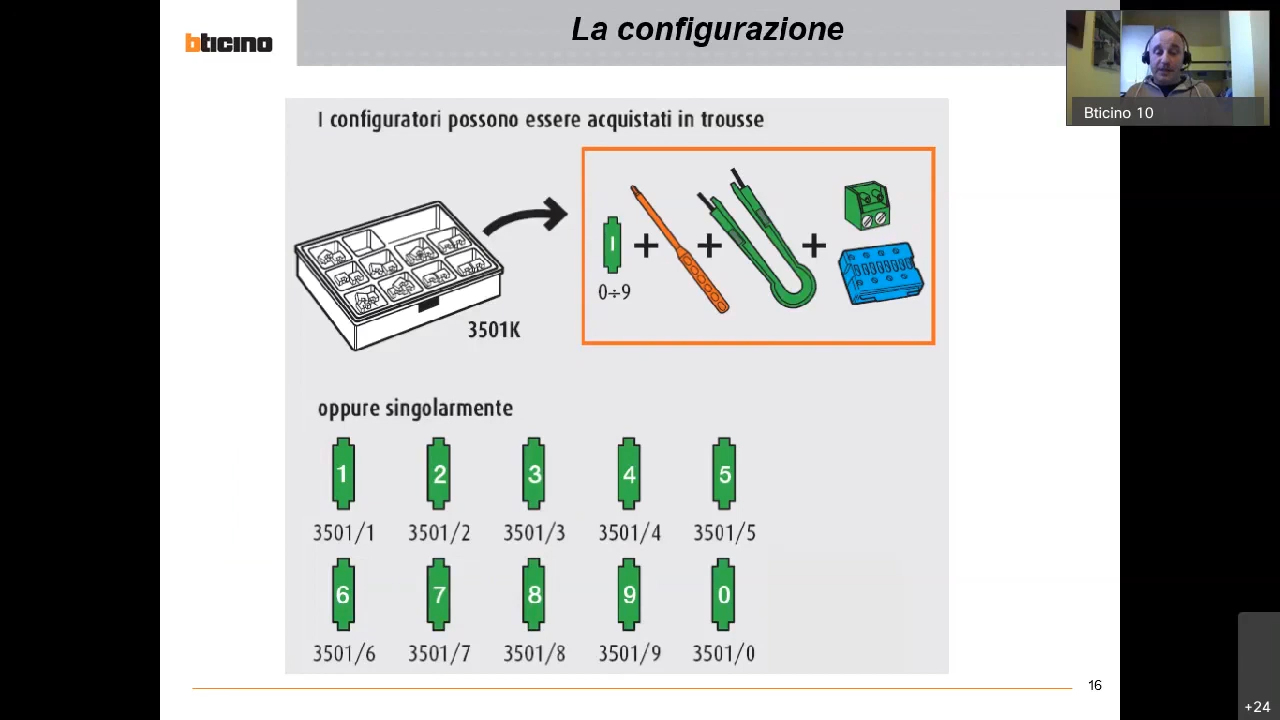 La configurazione
bticino
Bticino 10
I configuratori possono essere acquistati in trousse
I
0÷9
3501K
oppure singolarmente
1 2 3 4 5
3501/1 3501/2 3501/3 3501/4 3501/5
6 7 8 9 0
3501/6 3501/7 3501/8 3501/9 3501/0
16
+24